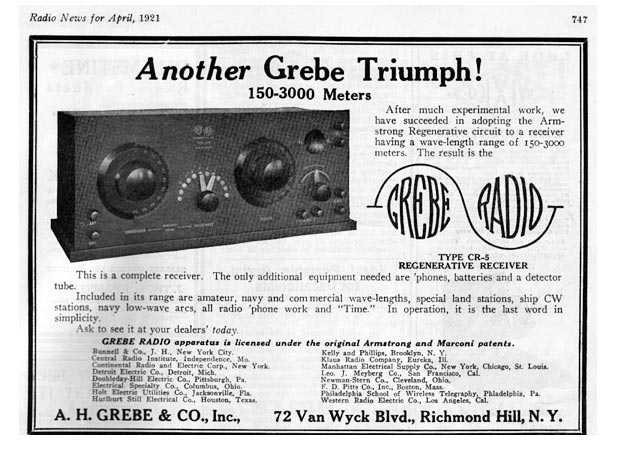 Radio News for April, 1921
747
Another Grebe Triumph!
150-3000 Meters
After much experimental work, we
have succeeded in adopting the Arm-
strong Regenerative circuit to a receiver
having a wave-length range of 150-3000
meters. The result is the
GREBE RADIO
TYPE CR-5
REGENERATIVE RECEIVER
This is a complete receiver. The only additional equipment needed are 'phones, batteries and a detector
tube.
Included in its range are amateur, navy and commercial wave-lengths, special land stations, ship CW
stations, navy low-wave arcs, all radio 'phone work and "Time." In operation, it is the last word in
simplicity.
Ask to see it at your dealers' today.
GREBE RADIO apparatus is licensed under the original Armstrong and Marconi patents.
Bunnell & Co., J. H., New York City.
Central Radio Institute, Independence, Mo.
Continental Radio and Electric Corp., New York.
Detroit Electric Co., Detroit, Mich.
Doubleday-Hill Electric Co., Pittsburg, Pa.
Electrical Specialty Co., Columbus, Ohio.
Holt Electric Utilities Co., Jacksonville, Fla.
Hurlburt Still Electrical Co., Houston, Texas.
Kelly and Phillips, Brooklyn, N. Y.
Klaus Radio Company, Eureka, Ill.
Manhattan Electrical Supply Co., New York, Chicago, St. Louis.
Leo. J. Meyberg Co., San Francisco, Cal.
Newman-Stern Co., Cleveland, Ohio.
F. D. Pitts Co., Inc., Boston, Mass.
Philadelphia School of Wireless Telegraphy, Philadelphia, Pa.
Western Radio Electric Co., Los Angeles, Cal.
A. H. GREBE & CO., Inc., 72 Van Wyck Blvd., Richmond Hill, N. Y.